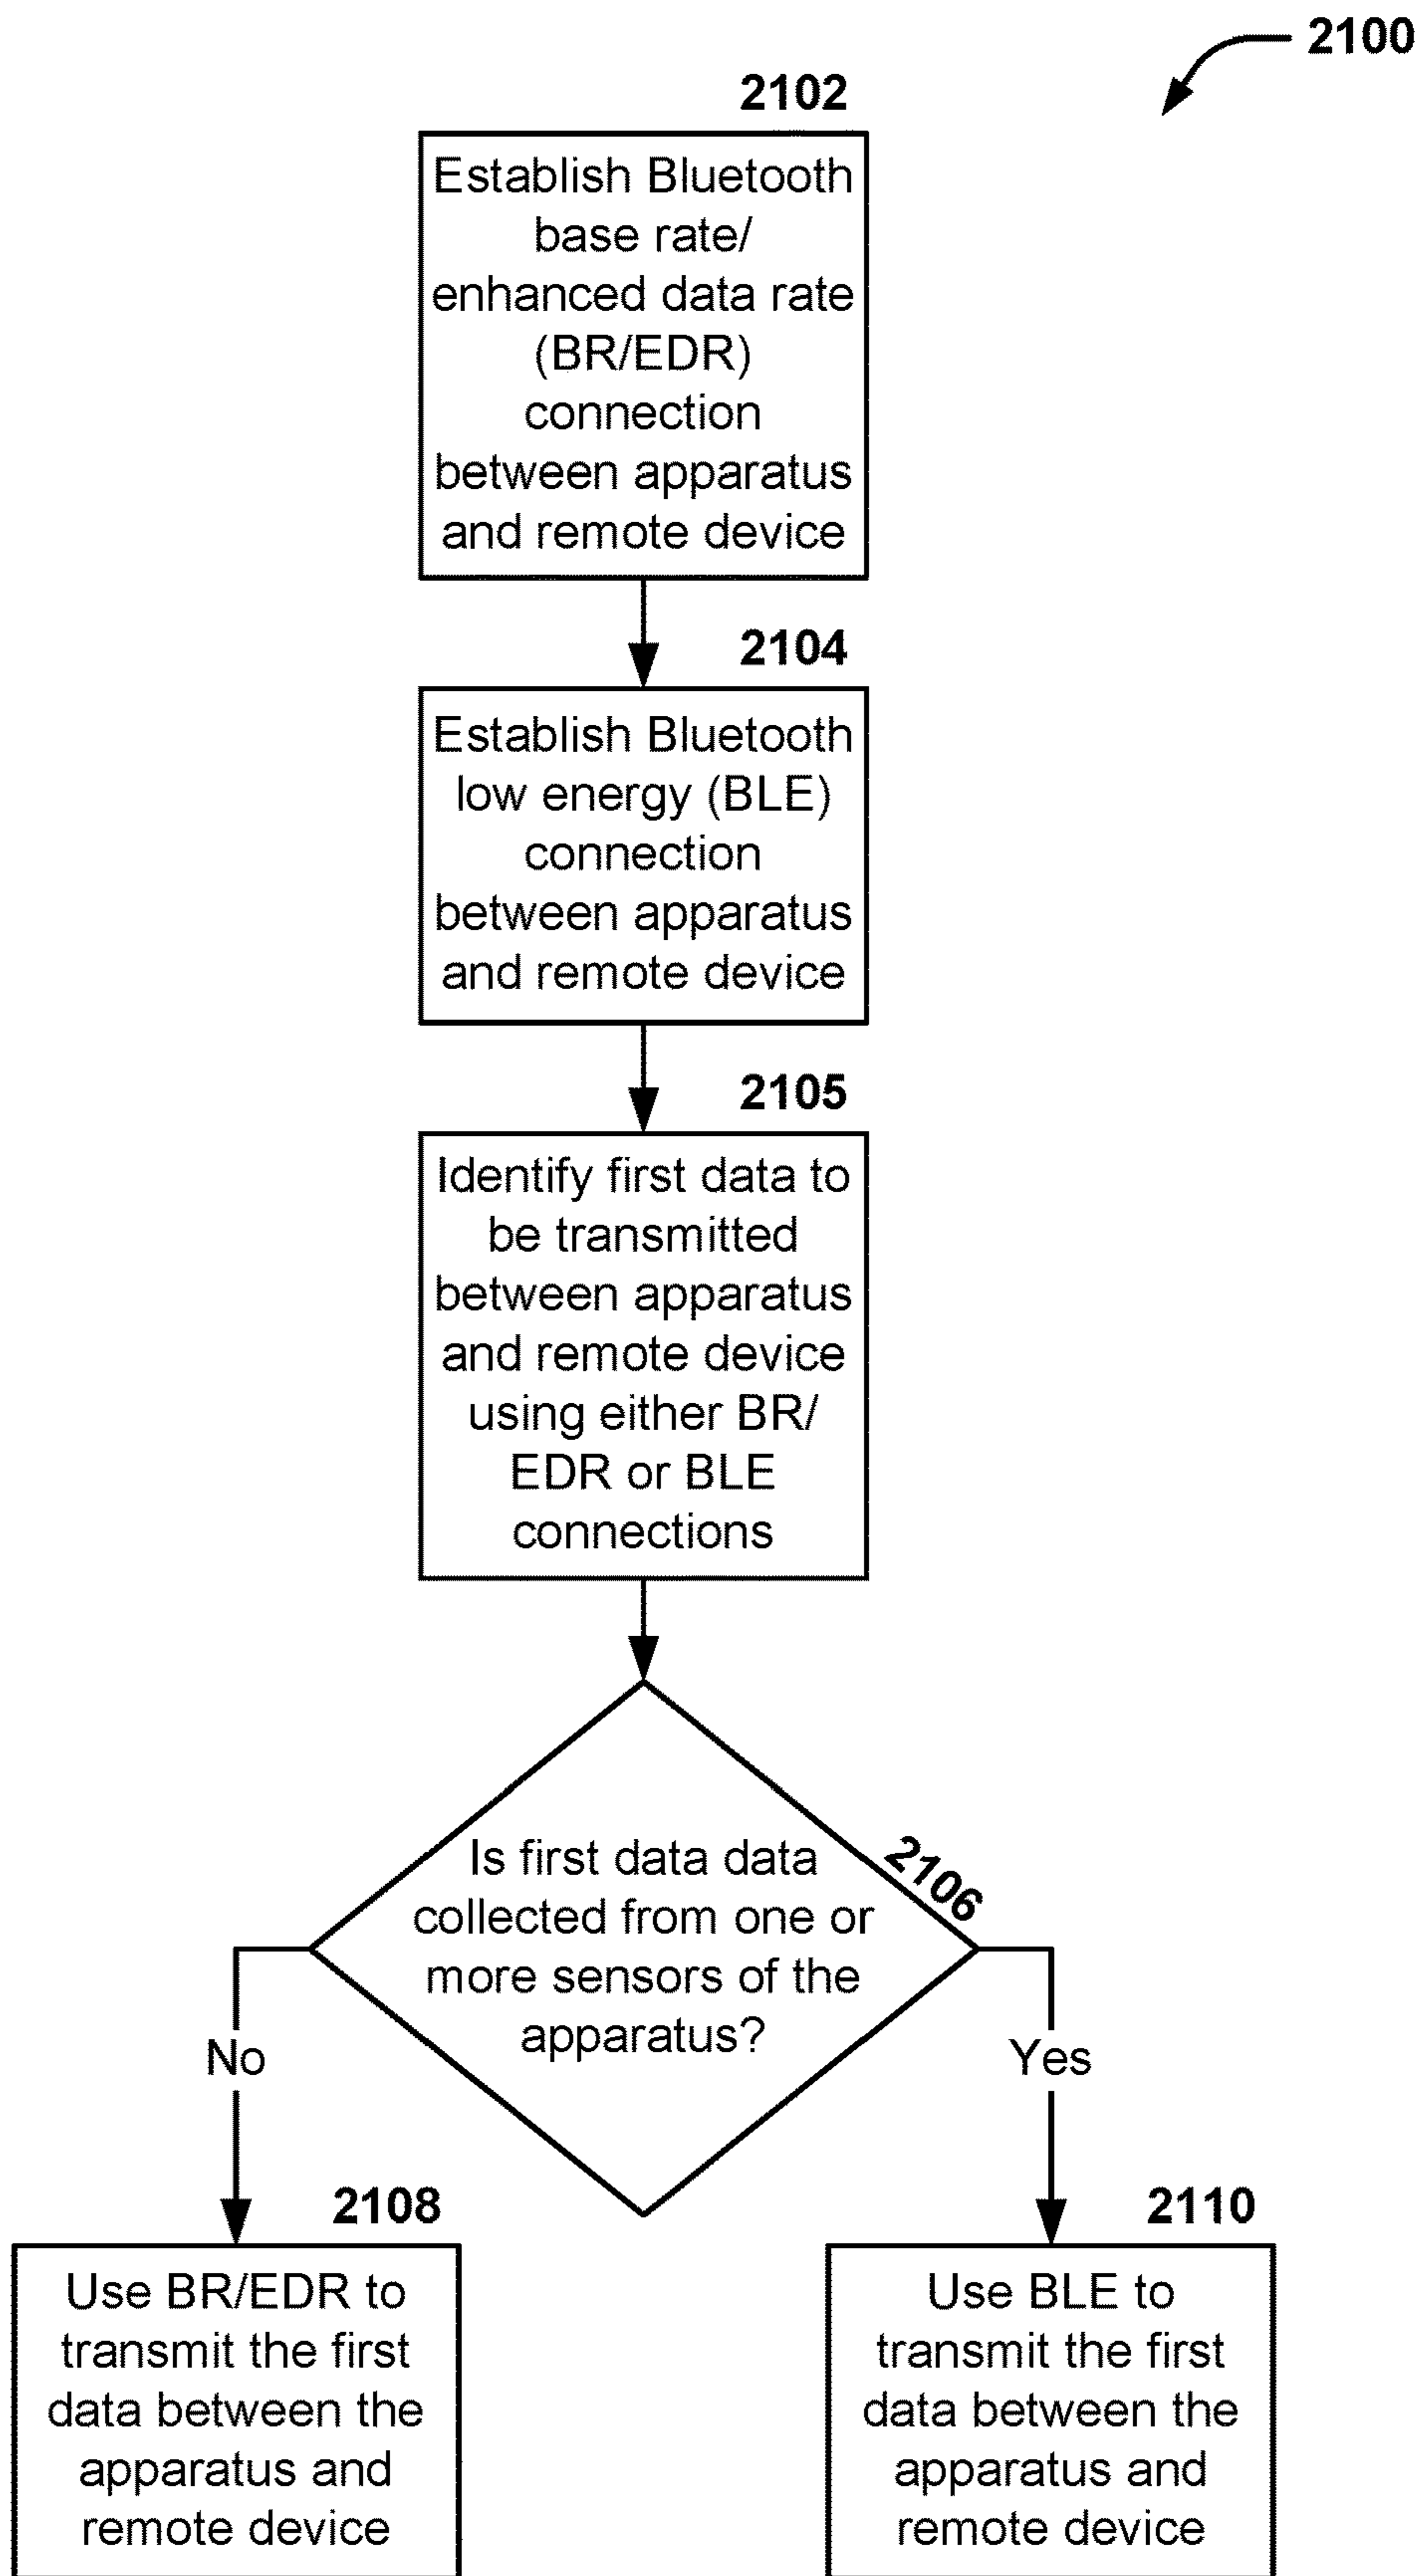 2100
2102
Establish Bluetooth
base rate/
enhanced data rate
(BR/EDR)
connection
between apparatus
and remote device
2104
Establish Bluetooth
low energy (BLE)
connection
between apparatus
and remote device
2105
Identify first data to
be transmitted
between apparatus
and remote device
using either BR/
EDR or BLE
connections
2106
Is first data data
collected from one or
more sensors of the
apparatus?
No
Yes
2108
Use BR/EDR to
transmit the first
data between the
apparatus and
remote device
2110
Use BLE to
transmit the first
data between the
apparatus and
remote device